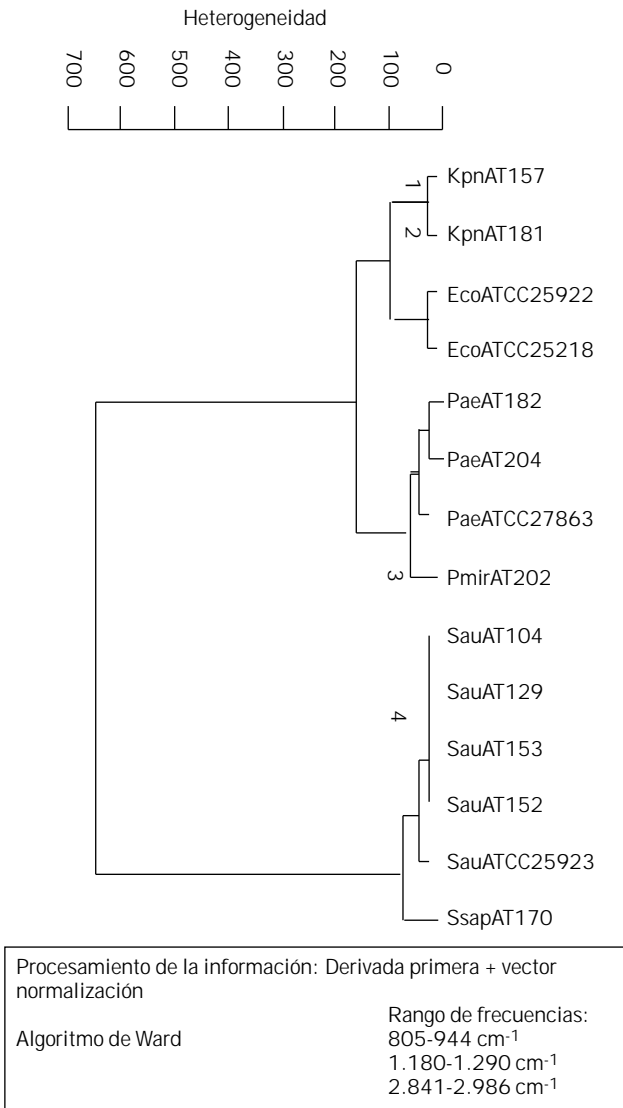 Heterogeneidad
700 600 500 400 300 200 100 0
1
KpnAT157
2
KpnAT181
EcoATCC25922
EcoATCC25218
PaeAT182
PaeAT204
PaeATCC27863
3
PmirAT202
SauAT104
SauAT129
4
SauAT153
SauAT152
SauATCC25923
SsapAT170
Procesamiento de la información: Derivada primera + vector
normalización
Rango de frecuencias:
Algoritmo de Ward
805-944 cm⁻¹
1.180-1.290 cm⁻¹
2.841-2.986 cm⁻¹